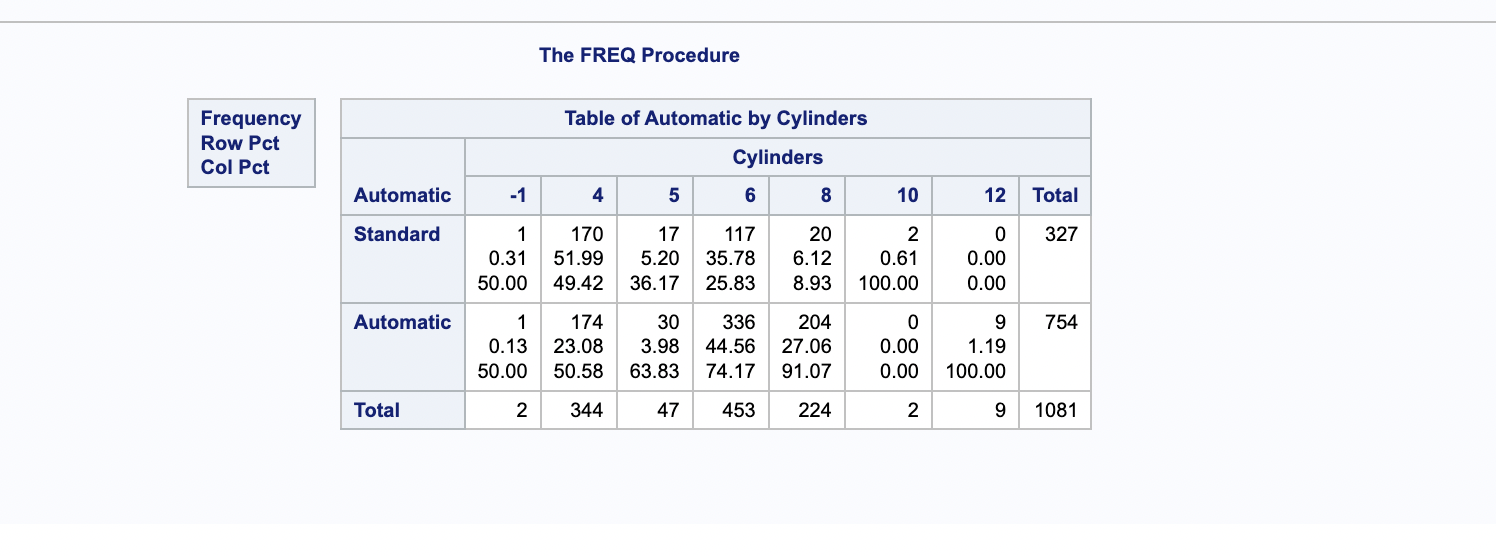 The FREQ Procedure
Frequency
Row Pct
Col Pct
Table of Automatic by Cylinders
Cylinders
Automatic -1 4 5 6 8 10 12 Total
Standard 1 170 17 117 20 2 0 327
0.31 51.99 5.20 35.78 6.12 0.61 0.00
50.00 49.42 36.17 25.83 8.93 100.00 0.00
Automatic 1 174 30 336 204 0 9 754
0.13 23.08 3.98 44.56 27.06 0.00 1.19
50.00 50.58 63.83 74.17 91.07 0.00 100.00
Total 2 344 47 453 224 2 9 1081